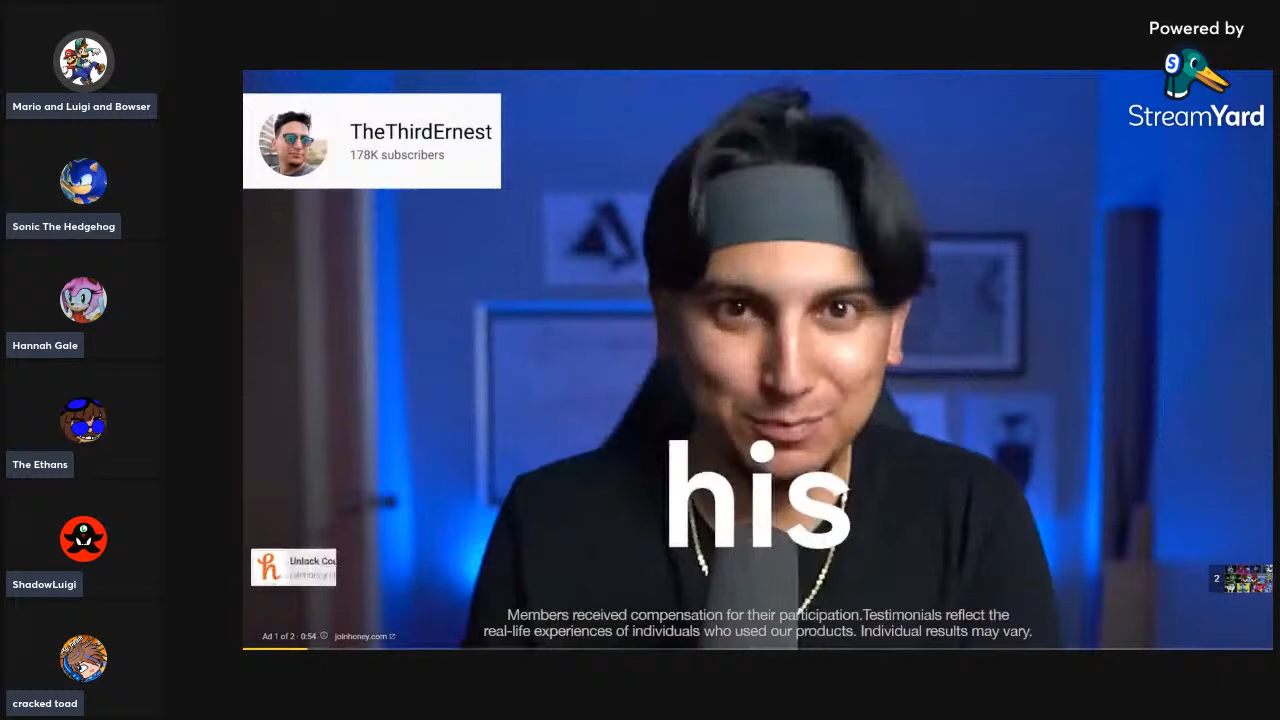 Mario and Luigi and Bowser
Sonic The Hedgehog
Hannah Gale
The Ethans
ShadowLuigi
cracked toad
Powered by
S
StreamYard
TheThirdErnest
178K subscribers
his
h
Unlock Cou
Members received compensation for their participation.Testimonials reflect the
real-life experiences of individuals who used our products. Individual results may vary.
Ad 1 of 2 · 0:54
joinhoney.com
2